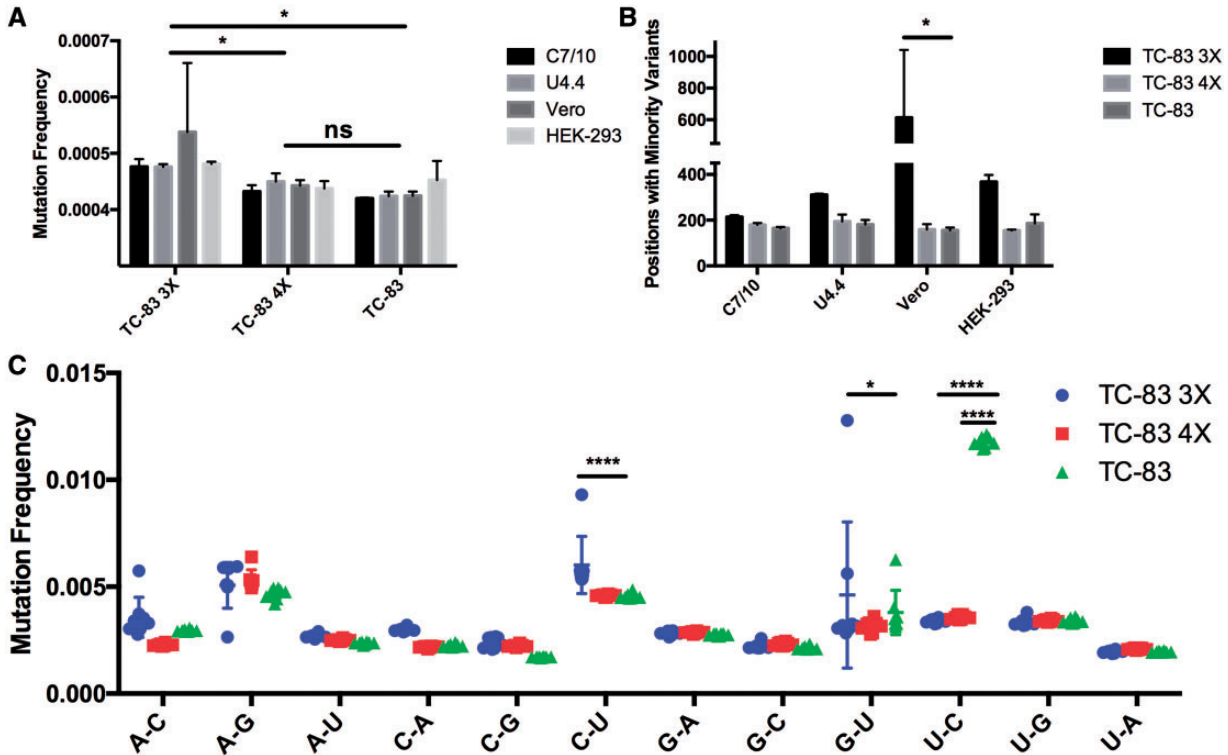 A
*
*
ns
Mutation Frequency
0.0007
0.0006
0.0005
0.0004
TC-83 3X
TC-83 4X
TC-83
C7/10
U4.4
Vero
HEK-293
B
*
Positions with Minority Variants
1000
800
600
400
200
0
C7/10
U4.4
Vero
HEK-293
TC-83 3X
TC-83 4X
TC-83
C
Mutation Frequency
0.015
0.010
0.005
0.000
****
*
****
****
TC-83 3X
TC-83 4X
TC-83
A-C
A-G
A-U
C-A
C-G
C-U
G-A
G-C
G-U
U-C
U-G
U-A